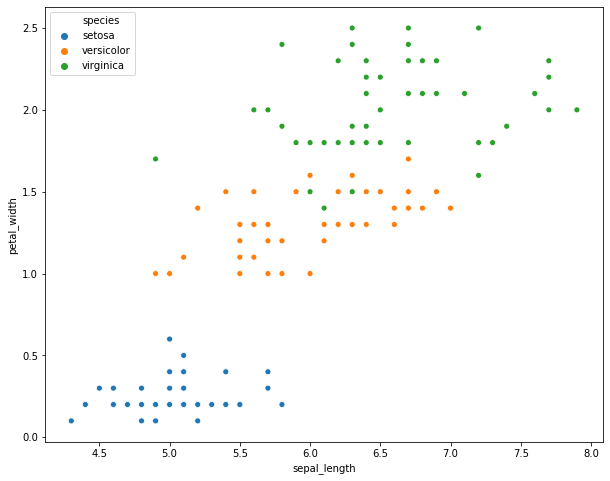 species
setosa
versicolor
virginica
2.5
2.0
1.5
1.0
0.5
0.0
petal_width
4.5 5.0 5.5 6.0 6.5 7.0 7.5 8.0
sepal_length